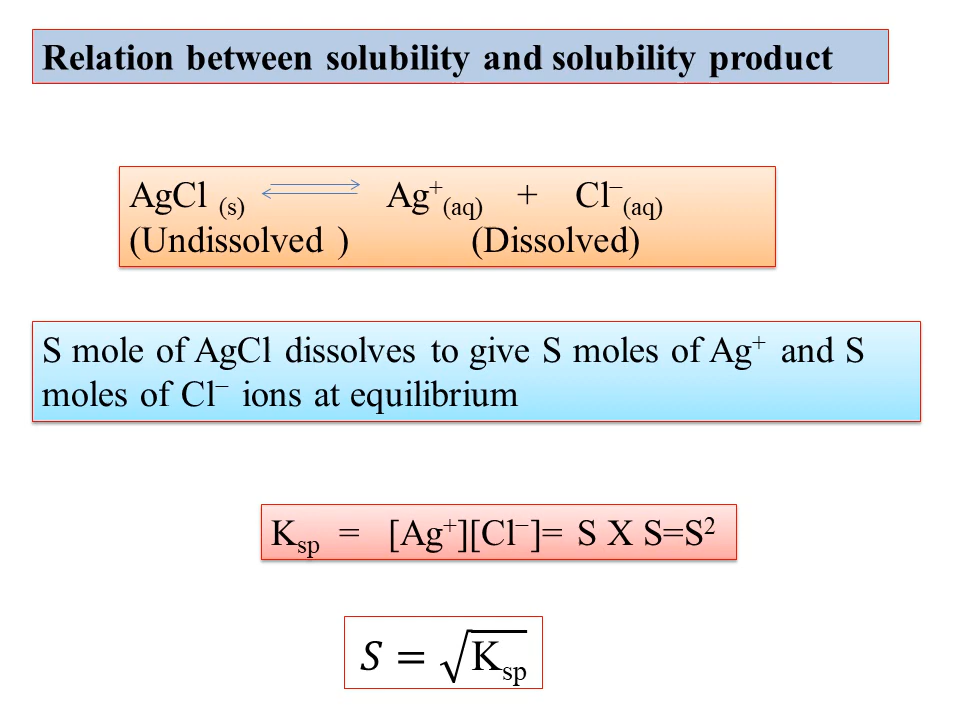 Relation between solubility and solubility product
AgCl (s) ⇌ Ag⁺(aq) + Cl⁻(aq)
(Undissolved ) (Dissolved)
S mole of AgCl dissolves to give S moles of Ag⁺ and S
moles of Cl⁻ ions at equilibrium
Ksp = [Ag⁺][Cl⁻]= S X S=S²
S = √Ksp